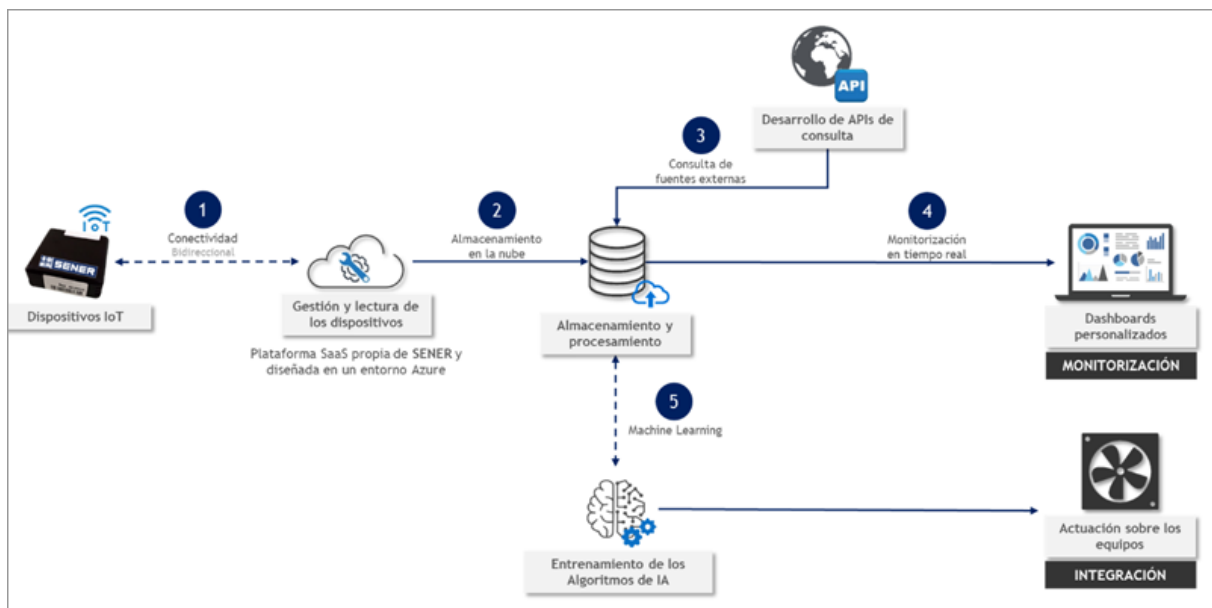 API
Desarrollo de APIs de
consulta
3
Consulta de
fuentes externas
1
Conectividad
Bidireccional
2
Almacenamiento
en la nube
4
Monitorización
en tiempo real
IoT
SENER
Dispositivos IoT
Gestión y lectura de
los dispositivos
Plataforma SaaS propia de SENER y
diseñada en un entorno Azure
Almacenamiento y
procesamiento
Dashboards
personalizados
MONITORIZACIÓN
5
Machine Learning
Entrenamiento de los
Algoritmos de IA
Actuación sobre los
equipos
INTEGRACIÓN